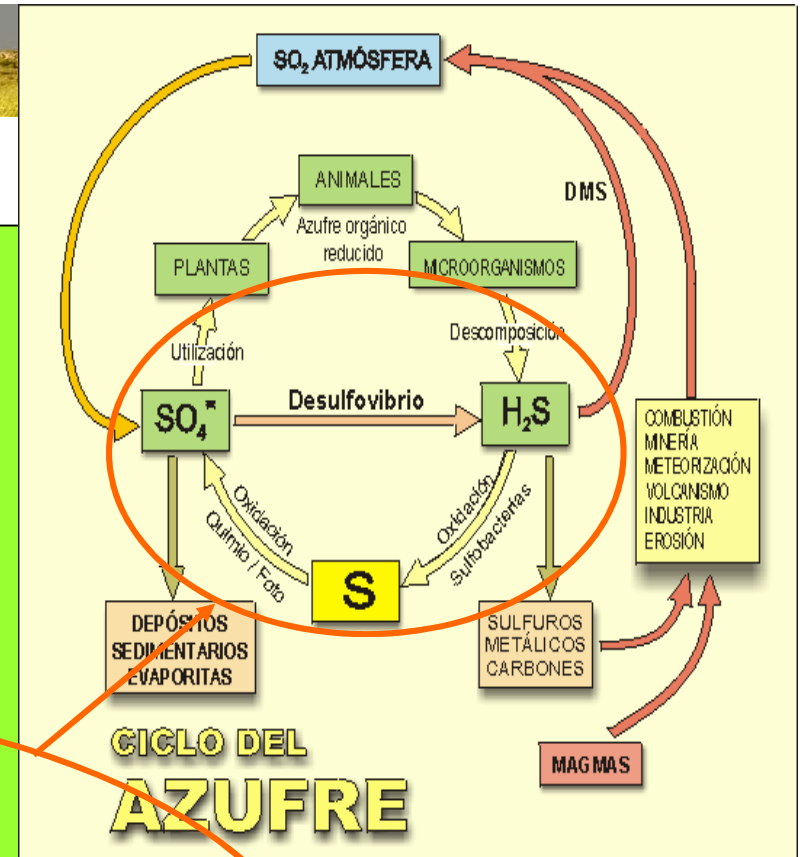 SO₂ ATMÓSFERA
DMS
ANIMALES
Azufre orgánico
reducido
PLANTAS
MICROORGANISMOS
Utilización
Descomposición
SO₄⁼
Desulfovibrio
H₂S
COMBUSTIÓN
MINERÍA
METEORIZACIÓN
VOLCANISMO
INDUSTRIA
EROSIÓN
Oxidación
Quimio / Foto
Oxidación
Sulfobacterias
S
DEPÓSITOS
SEDIMENTARIOS
EVAPORITAS
SULFUROS
METÁLICOS
CARBONES
MAGMAS
CICLO DEL
AZUFRE